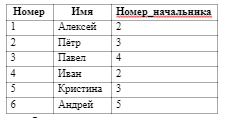 Номер Имя Номер_начальника
1 Алексей 2
2 Пётр 3
3 Павел 4
4 Иван 2
5 Кристина 3
6 Андрей 5